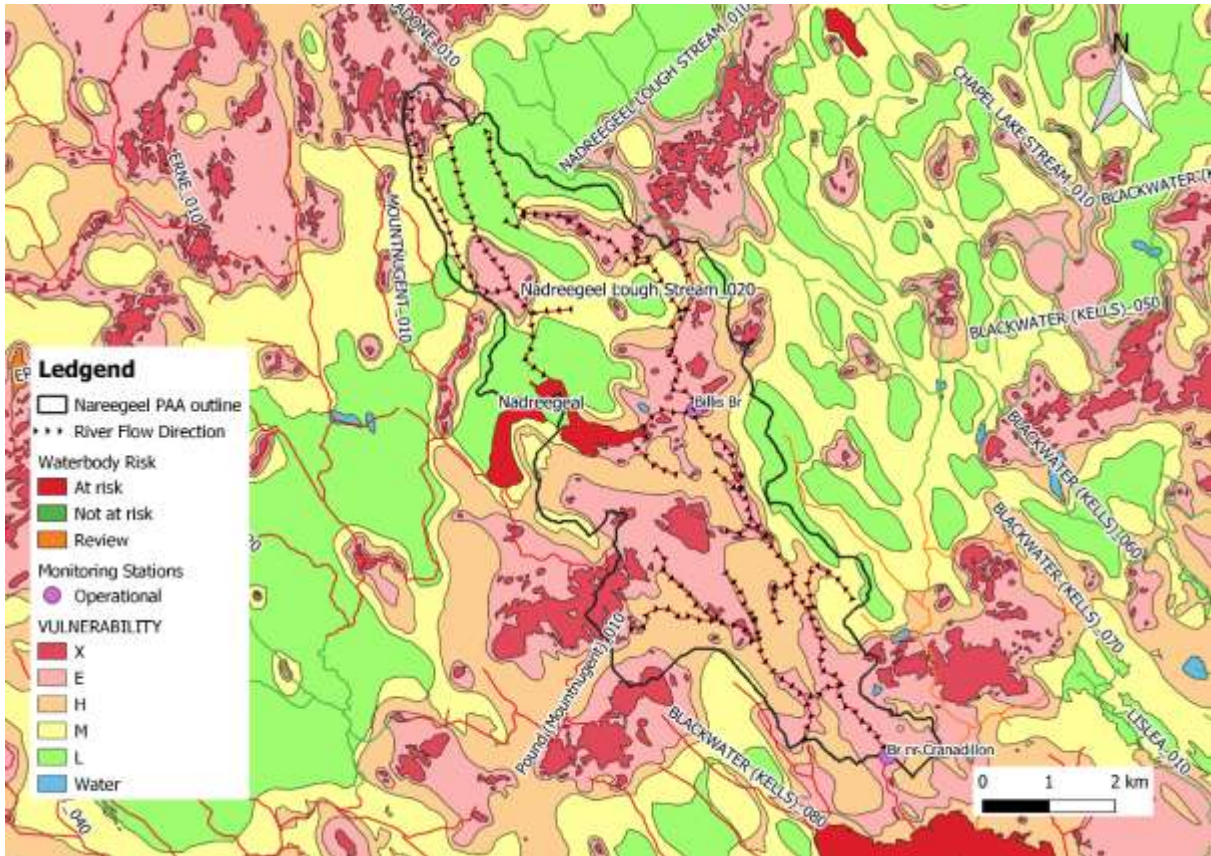 ADONE_010
NADREEGEEL LOUGH STREAM_010
N
CHAPEL LAKE STREAM_010
BLACKWATER (K
ERNE_010
MOUNTNUGENT_010
Nadreegeel Lough Stream_020
BLACKWATER (KELLS)_050
Ledgend
Nareegeel PAA outline
River Flow Direction
Waterbody Risk
At risk
Not at risk
Review
Monitoring Stations
Operational
VULNERABILITY
X
E
H
M
L
Water
Nadreegeal
Billis Br
BLACKWATER (KELLS)_060
BLACKWATER (KELLS)_070
Pound (Mountnugent)_010
BLACKWATER (KELLS)_080
LISLEA_010
Br nr Cranadillon
0 1 2 km
_040